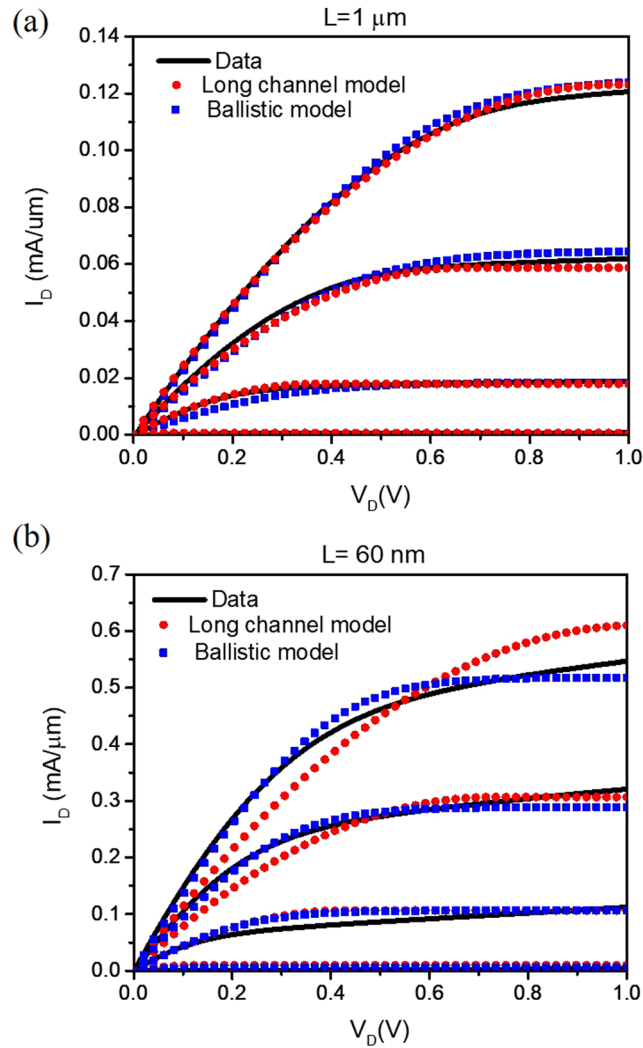 (a)
L=1 μm
0.14
0.12
0.10
0.08
0.06
0.04
0.02
0.00
I_D (mA/um)
Data
Long channel model
Ballistic model
0.0 0.2 0.4 0.6 0.8 1.0
V_D(V)
(b)
L= 60 nm
0.7
0.6
0.5
0.4
0.3
0.2
0.1
0.0
I_D (mA/μm)
Data
Long channel model
Ballistic model
0.0 0.2 0.4 0.6 0.8 1.0
V_D(V)